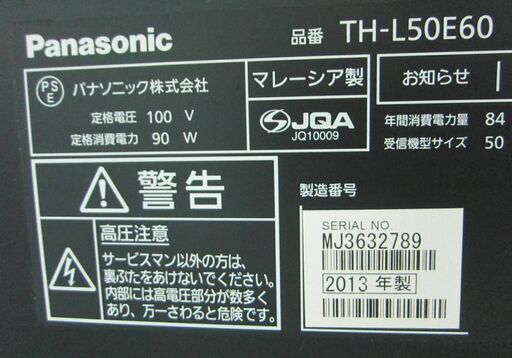 Panasonic 品番 TH-L50E60
PS E パナソニック株式会社 マレーシア製 お知らせ
定格電圧 100 V
定格消費電力 90 W
JQA
JQ10009
年間消費電力量 84
受信機型サイズ 50
警告
高圧注意
サービスマン以外の方は、
裏ぶたをあけないでください。
内部には高電圧部分が数多く
あり、万一さわると危険です。
製造番号
SERIAL NO
MJ3632789
2013 年製